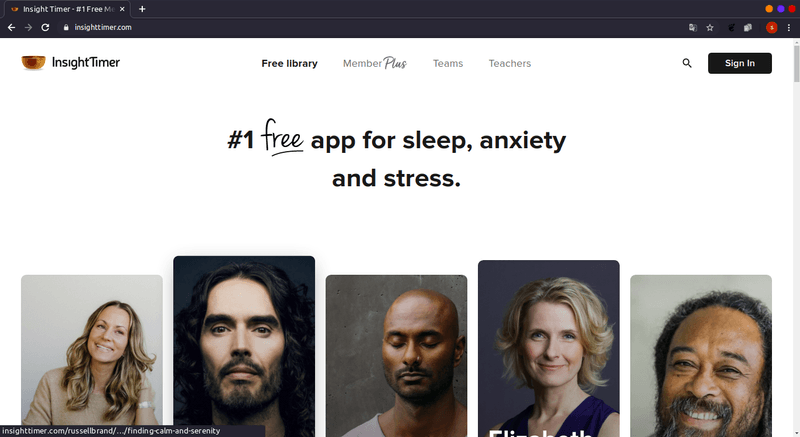 Insight Timer - #1 Free Me
insighttimer.com
InsightTimer
Free library
Member Plus
Teams
Teachers
Sign In
#1 free app for sleep, anxiety
and stress.
Elizabeth
insighttimer.com/russellbrand/…/finding-calm-and-serenity